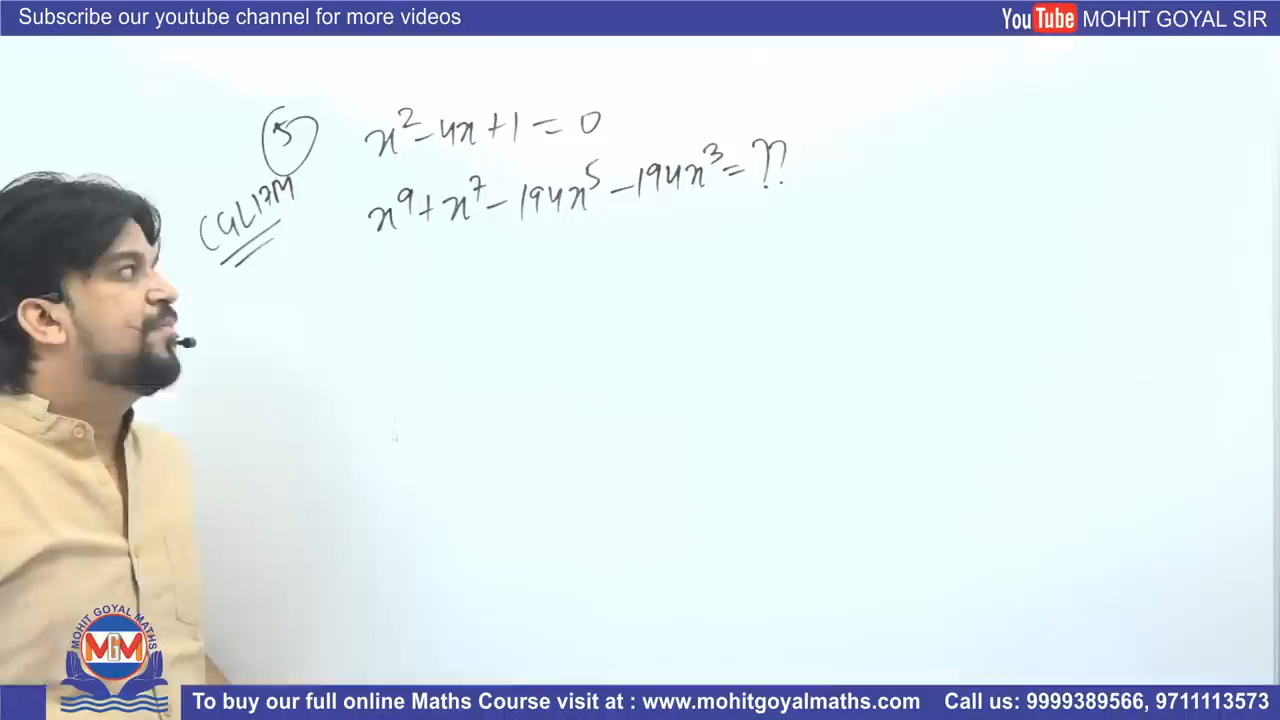 Subscribe our youtube channel for more videos
YouTube MOHIT GOYAL SIR
5 x² - 4x + 1 = 0
CGL 17M x⁹ + x⁷ - 194x⁵ - 194x³ = ??
MOHIT GOYAL MATHS
MGM
To buy our full online Maths Course visit at : www.mohitgoyalmaths.com Call us: 9999389566, 9711113573